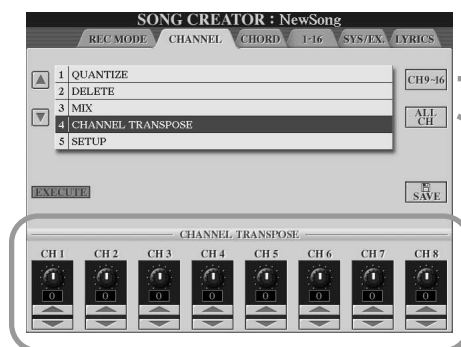 SONG CREATOR : NewSong
REC MODE CHANNEL CHORD 1-16 SYS/EX. LYRICS
1 QUANTIZE
2 DELETE
3 MIX
4 CHANNEL TRANSPOSE
5 SETUP
CH9~16
ALL
CH
EXECUTE
SAVE
CHANNEL TRANSPOSE
CH 1 CH 2 CH 3 CH 4 CH 5 CH 6 CH 7 CH 8
0 0 0 0 0 0 0 0